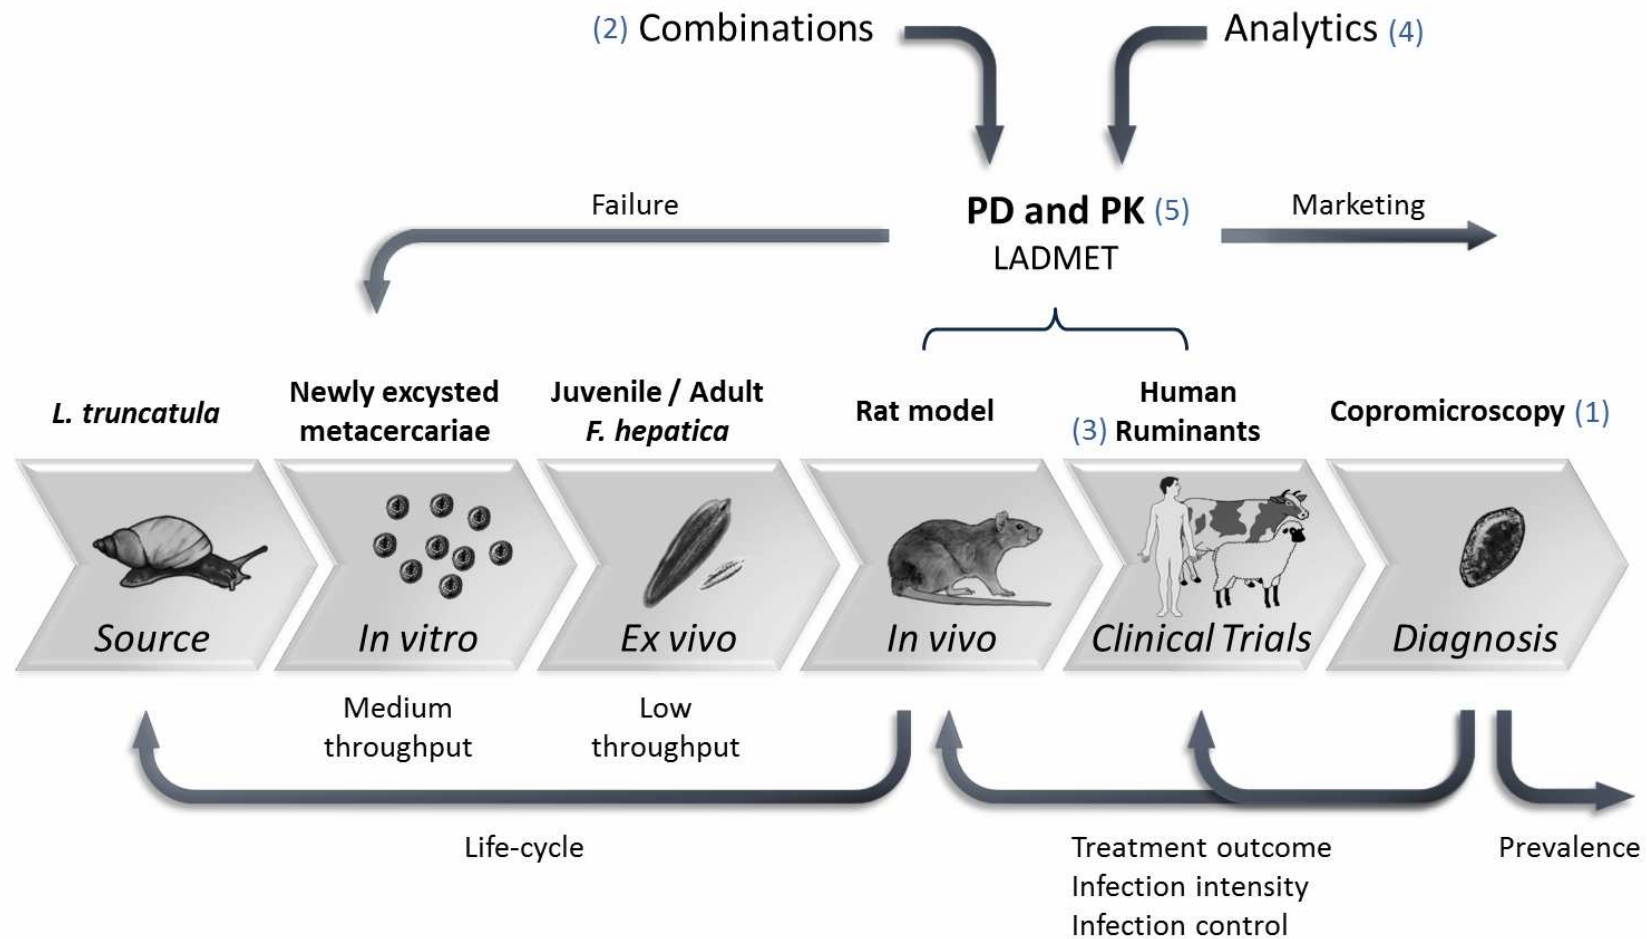 (2) Combinations
Analytics (4)
Failure
PD and PK (5)
Marketing
LADMET
L. truncatula
Newly excysted
metacercariae
Juvenile / Adult
F. hepatica
Rat model
Human
(3) Ruminants
Copromicroscopy (1)
Source
In vitro
Ex vivo
In vivo
Clinical Trials
Diagnosis
Medium
throughput
Low
throughput
Life-cycle
Treatment outcome
Infection intensity
Infection control
Prevalence